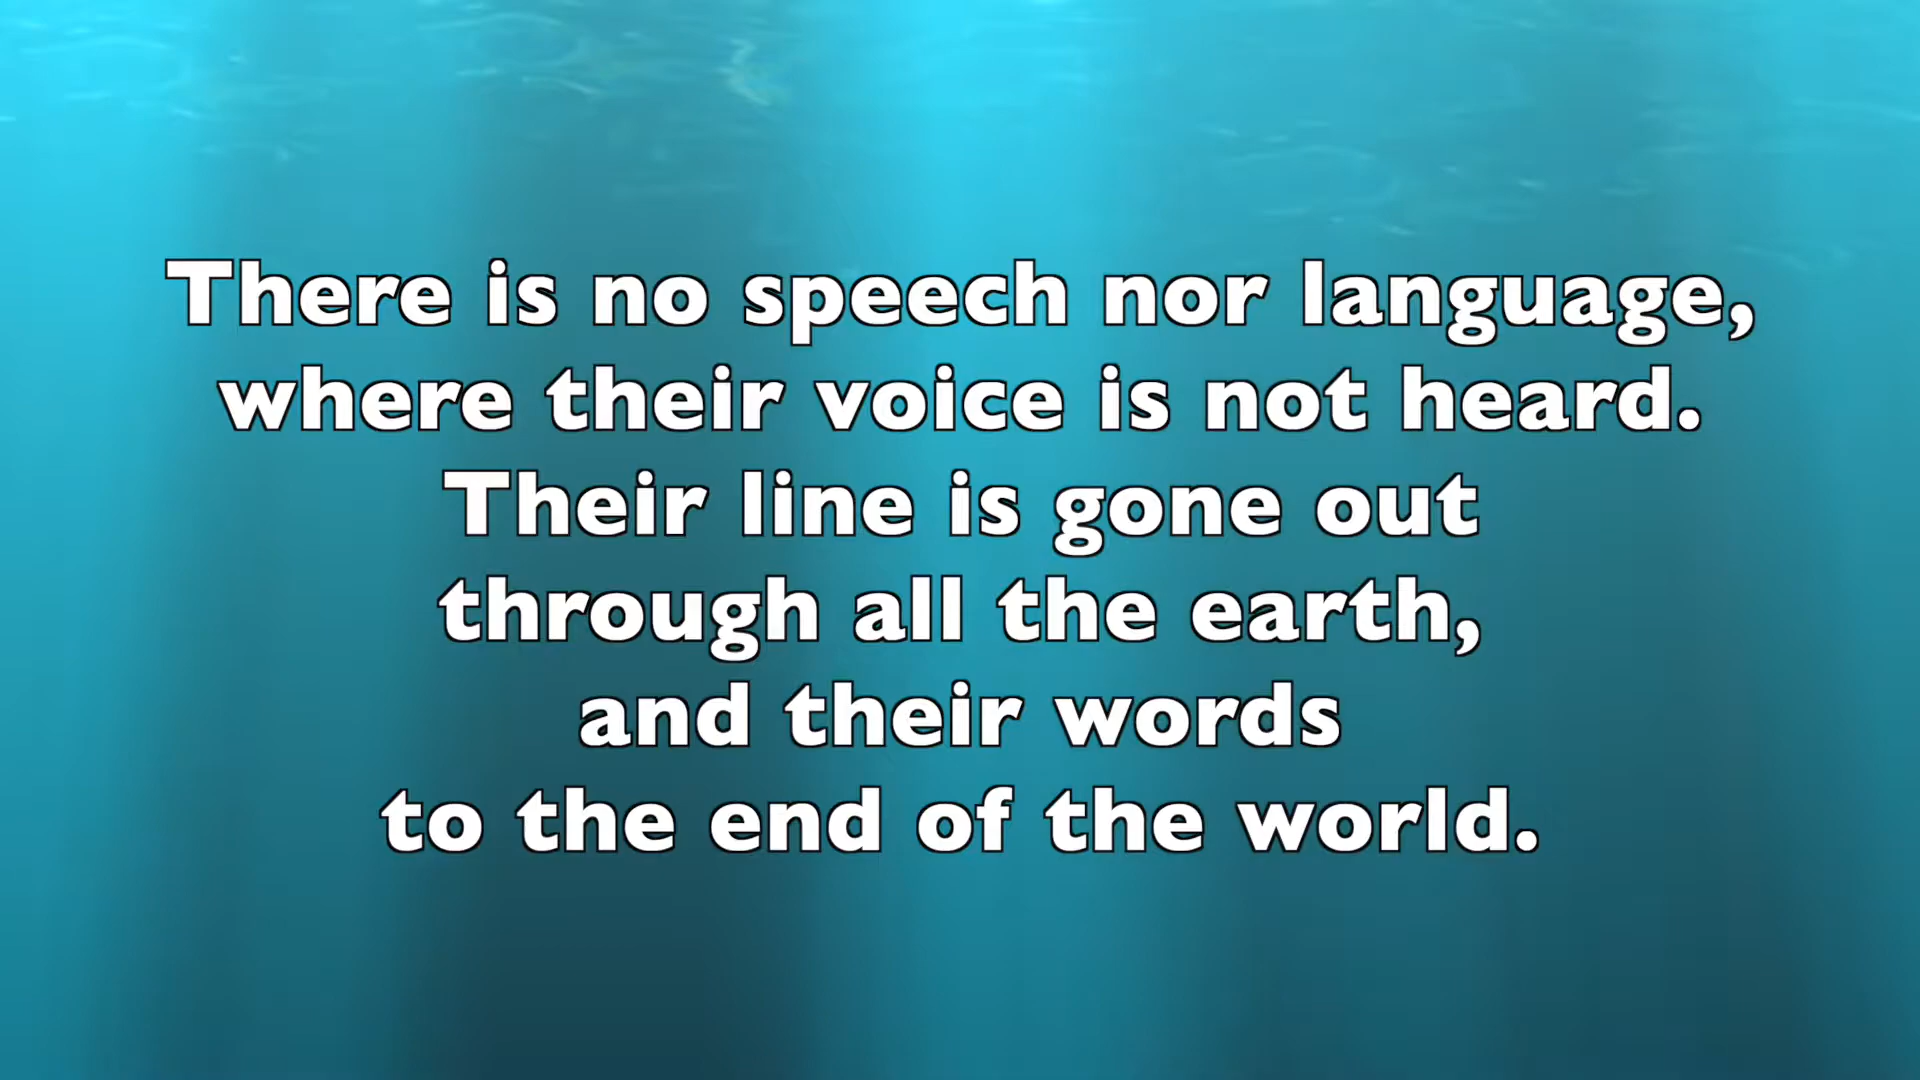 There is no speech nor language,
where their voice is not heard.
Their line is gone out
through all the earth,
and their words
to the end of the world.